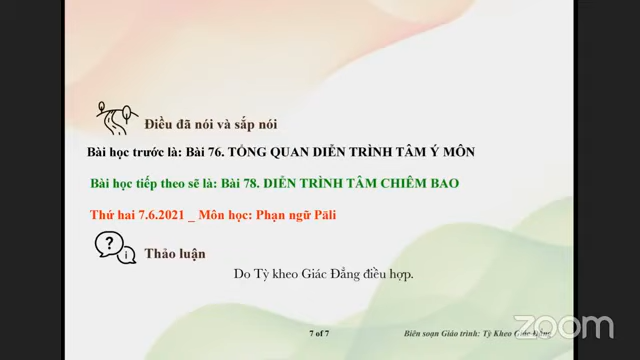 Điều đã nói và sắp nói
Bài học trước là: Bài 76. TỔNG QUAN DIỄN TRÌNH TÂM Ý MÔN
Bài học tiếp theo sẽ là: Bài 78. DIỄN TRÌNH TÂM CHIÊM BAO
Thứ hai 7.6.2021 _ Môn học: Phạn ngữ Pāli
Thảo luận
Do Tỳ kheo Giác Đẳng điều hợp.
7 of 7
Biên soạn Giáo trình: Tỳ Kheo Giác Đẳng
zoom